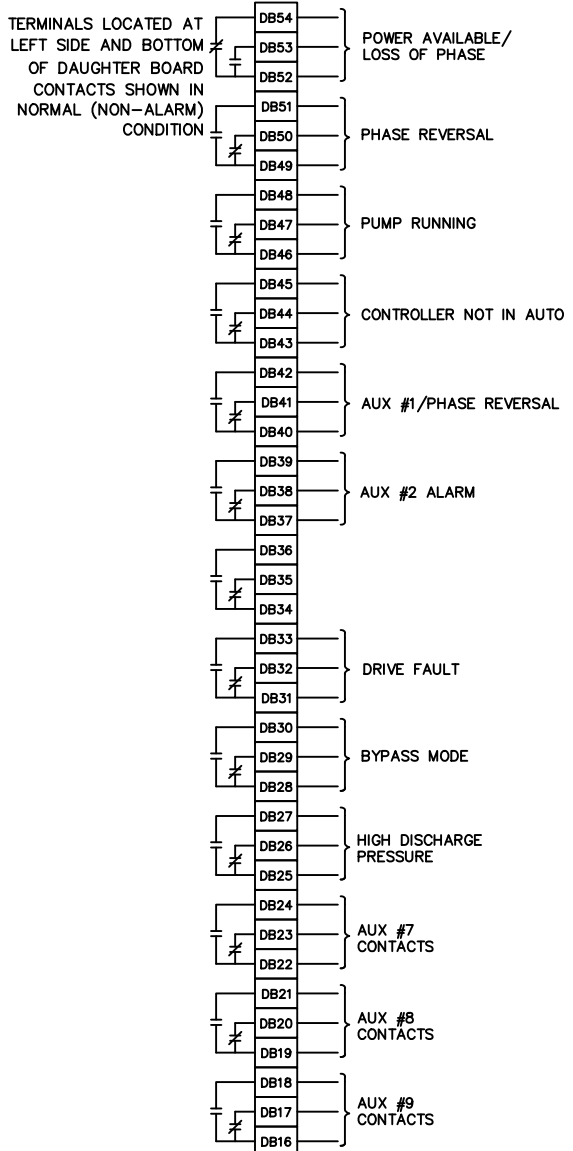 TERMINALS LOCATED AT
LEFT SIDE AND BOTTOM
OF DAUGHTER BOARD
CONTACTS SHOWN IN
NORMAL (NON-ALARM)
CONDITION
DB54
DB53
DB52
POWER AVAILABLE/
LOSS OF PHASE
DB51
DB50
DB49
PHASE REVERSAL
DB48
DB47
DB46
PUMP RUNNING
DB45
DB44
DB43
CONTROLLER NOT IN AUTO
DB42
DB41
DB40
AUX #1/PHASE REVERSAL
DB39
DB38
DB37
AUX #2 ALARM
DB36
DB35
DB34
DB33
DB32
DB31
DRIVE FAULT
DB30
DB29
DB28
BYPASS MODE
DB27
DB26
DB25
HIGH DISCHARGE
PRESSURE
DB24
DB23
DB22
AUX #7
CONTACTS
DB21
DB20
DB19
AUX #8
CONTACTS
DB18
DB17
DB16
AUX #9
CONTACTS